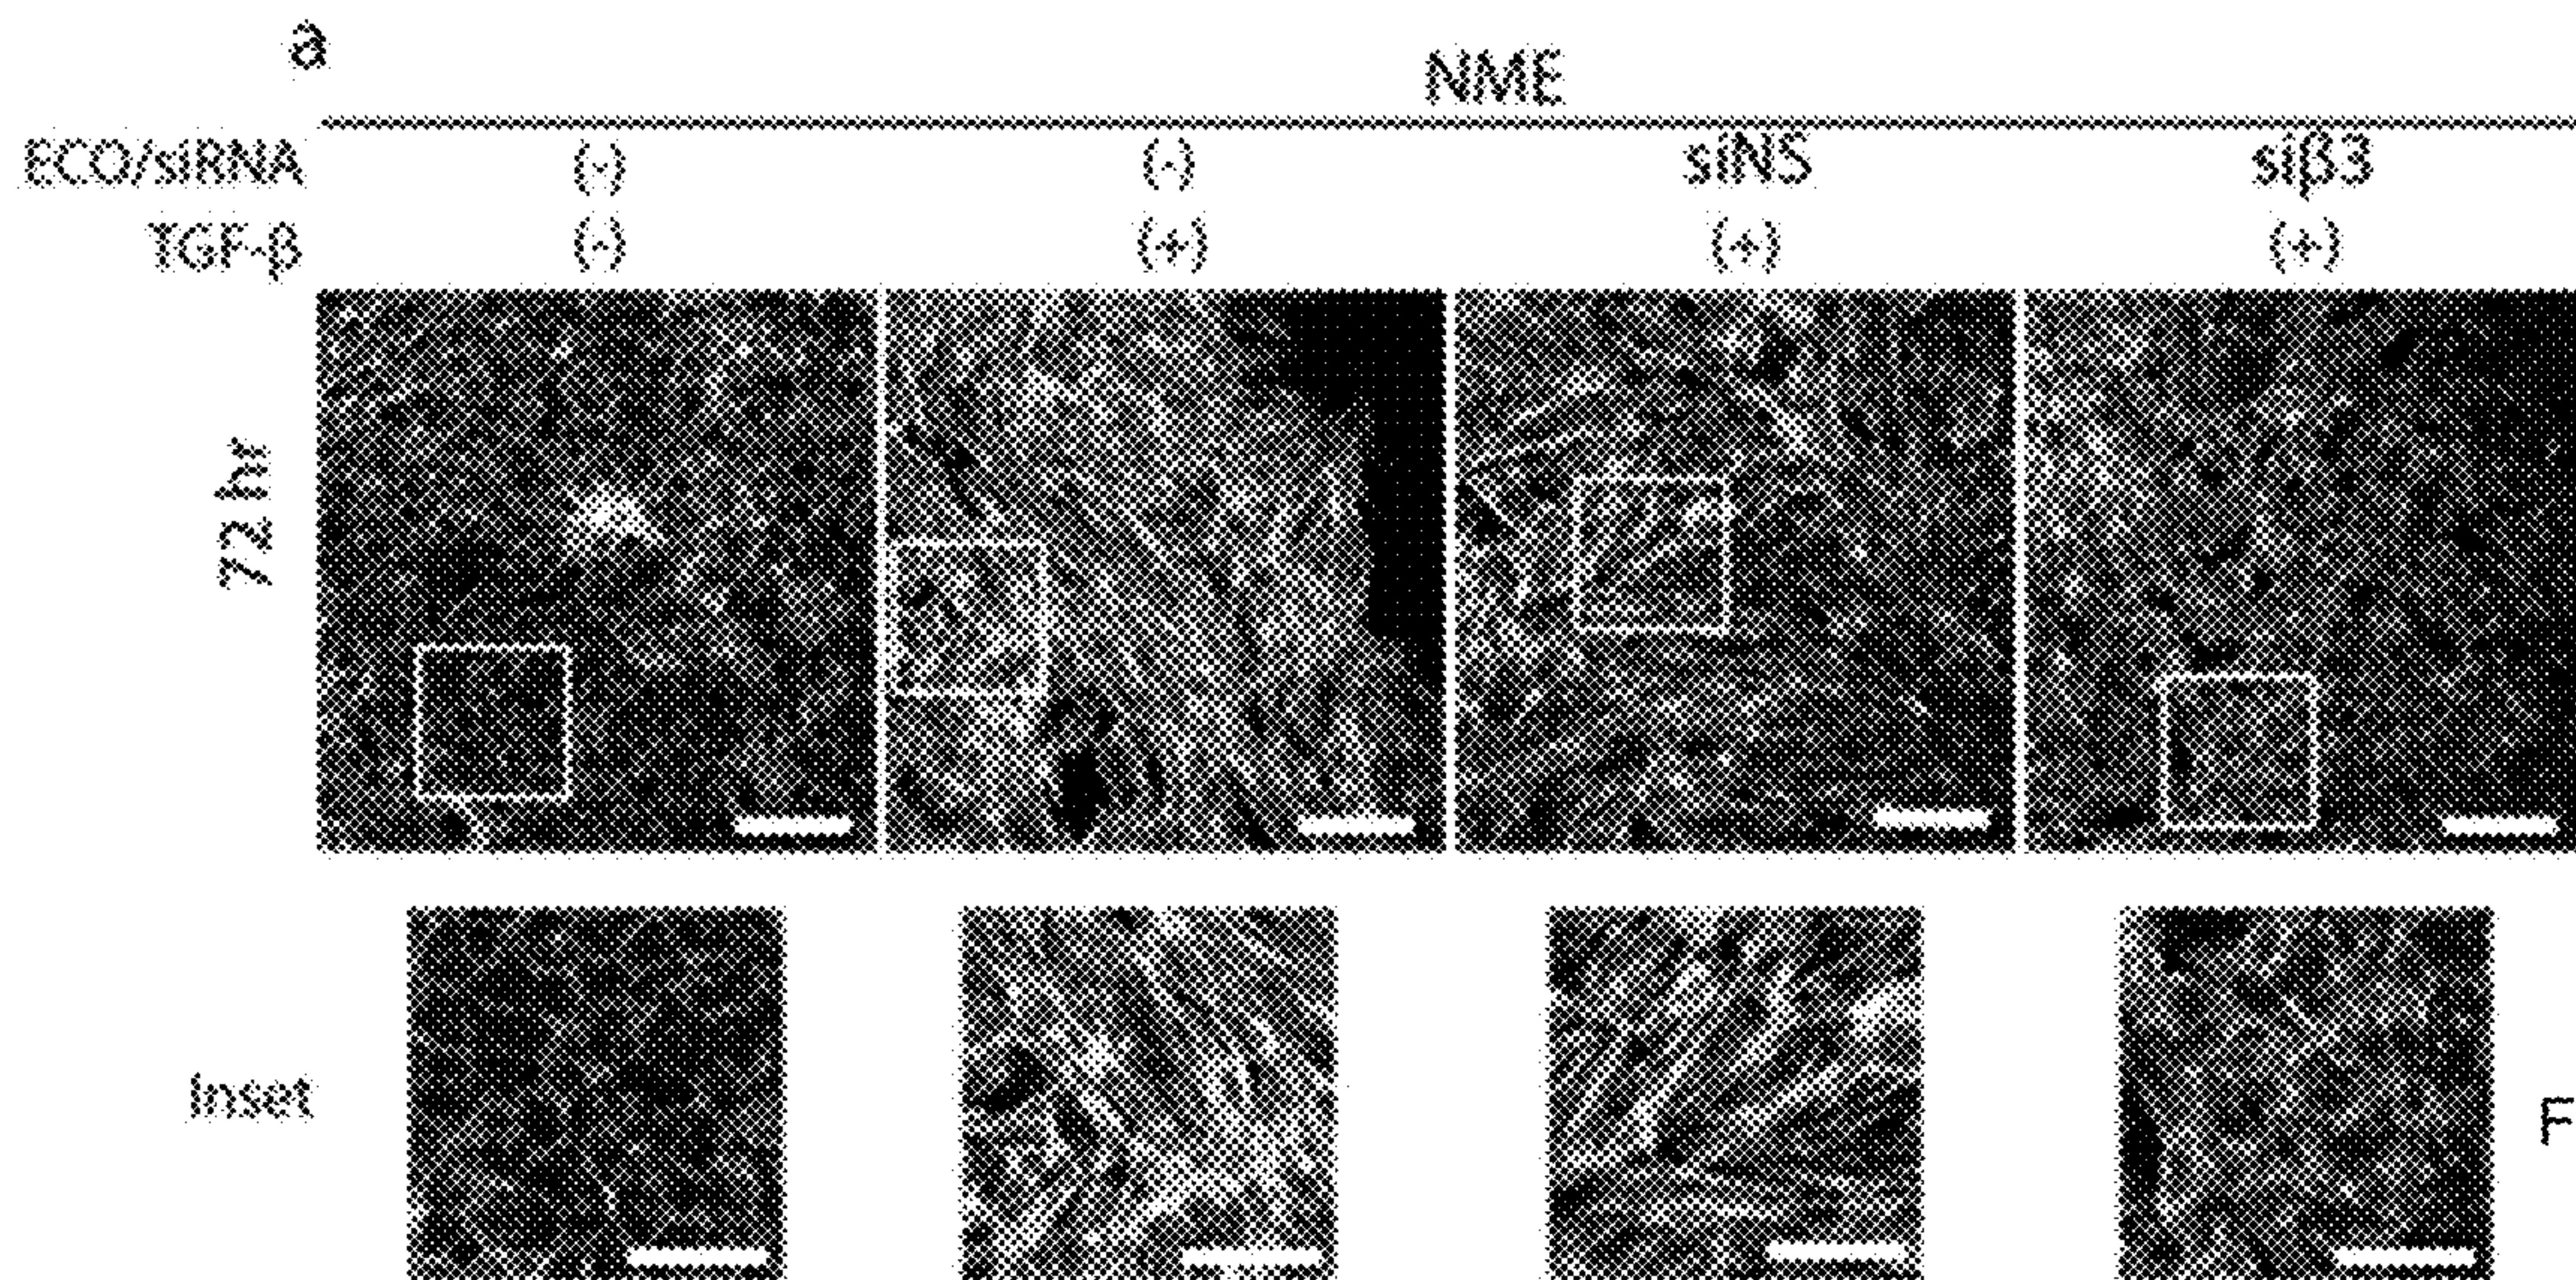 a
NME
ECO/siRNA (-) (-) siNS siβ3
TGF-β (-) (+) (+) (+)
72 hr
Inset
F